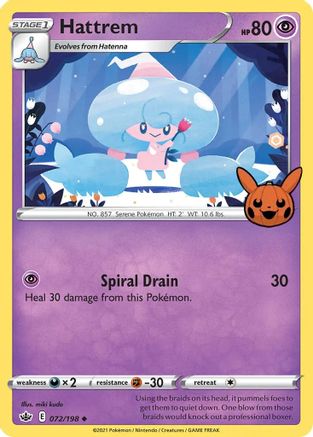 STAGE 1
Hattrem
HP 80
Evolves from Hatenna
NO. 857 Serene Pokémon HT: 2' WT: 10.6 lbs.
Spiral Drain 30
Heal 30 damage from this Pokémon.
weakness ×2 resistance -30 retreat
Illus. miki kudo
Using the braids on its head, it pummels foes to
get them to quiet down. One blow from those
braids would knock out a professional boxer.
E 072/198
©2021 Pokémon / Nintendo / Creatures / GAME FREAK